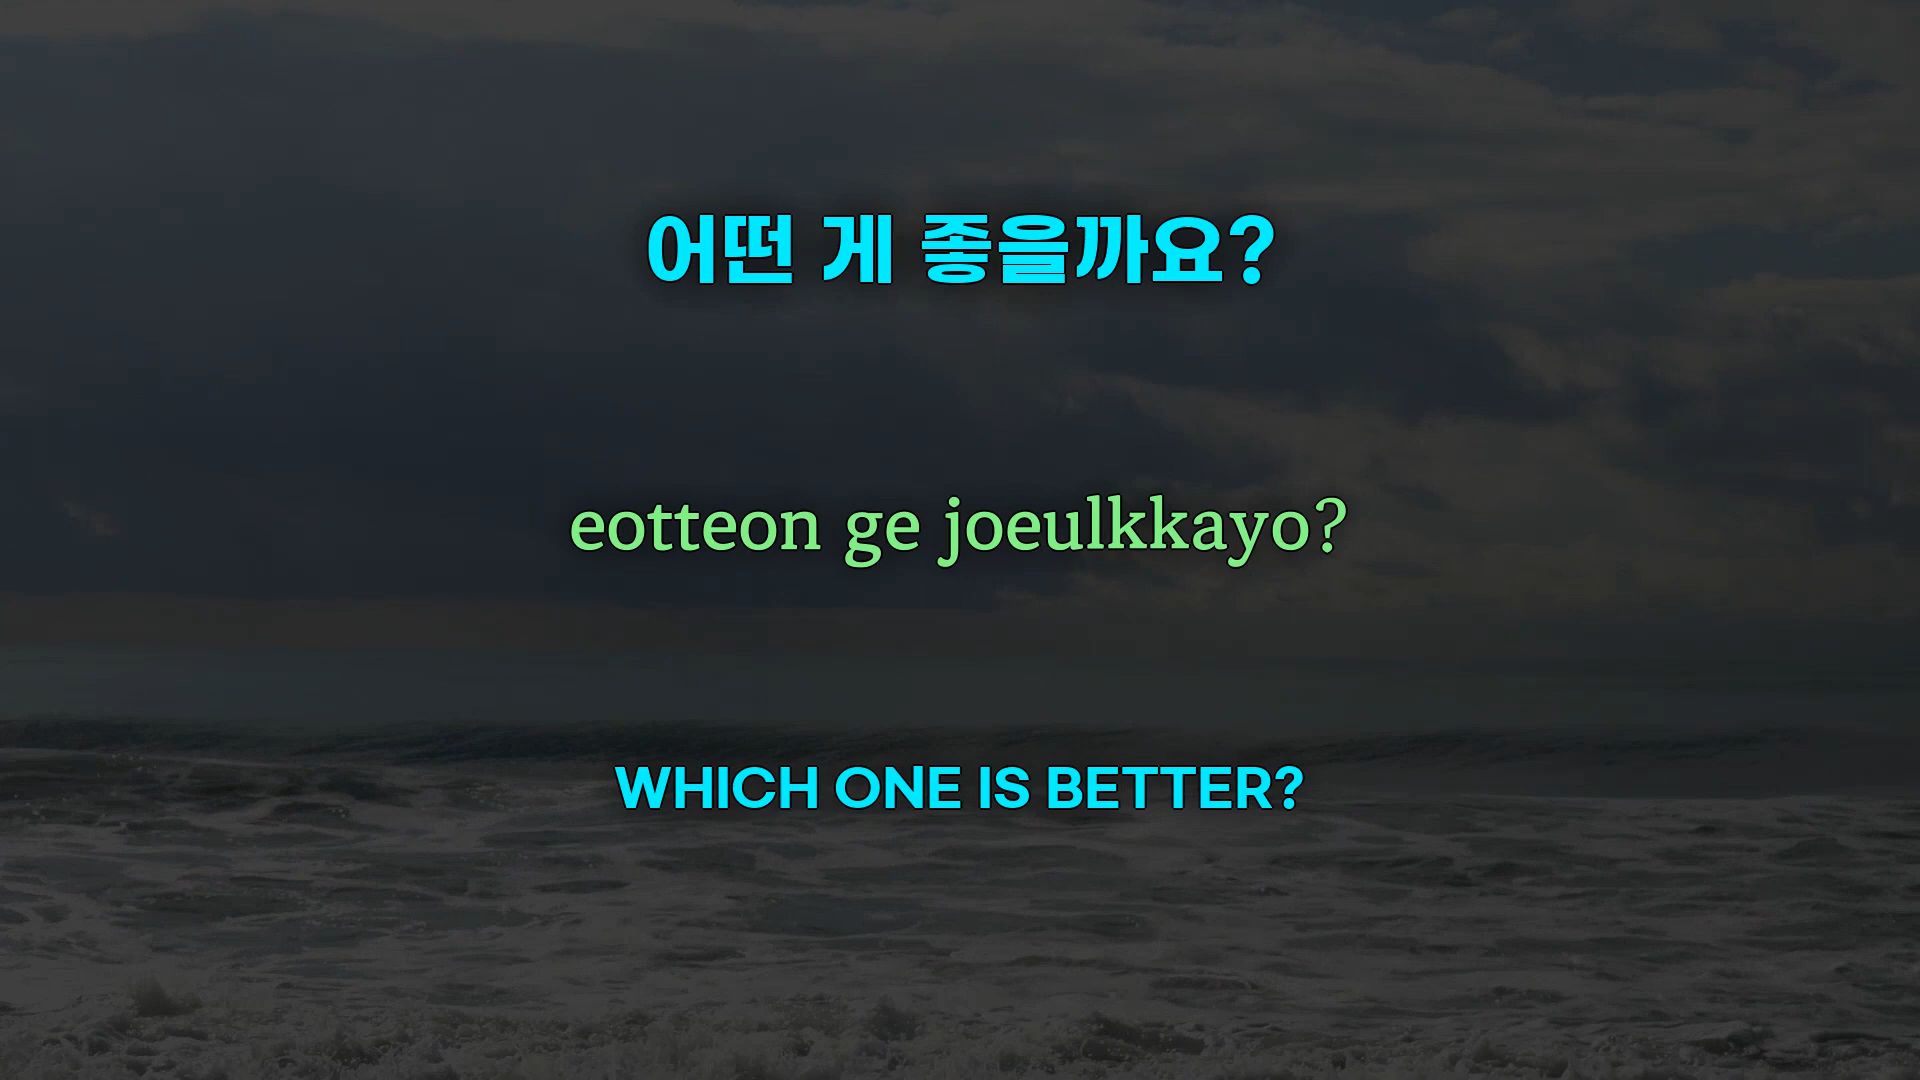 어떤 게 좋을까요?
eotteon ge joeulkkayo?
WHICH ONE IS BETTER?